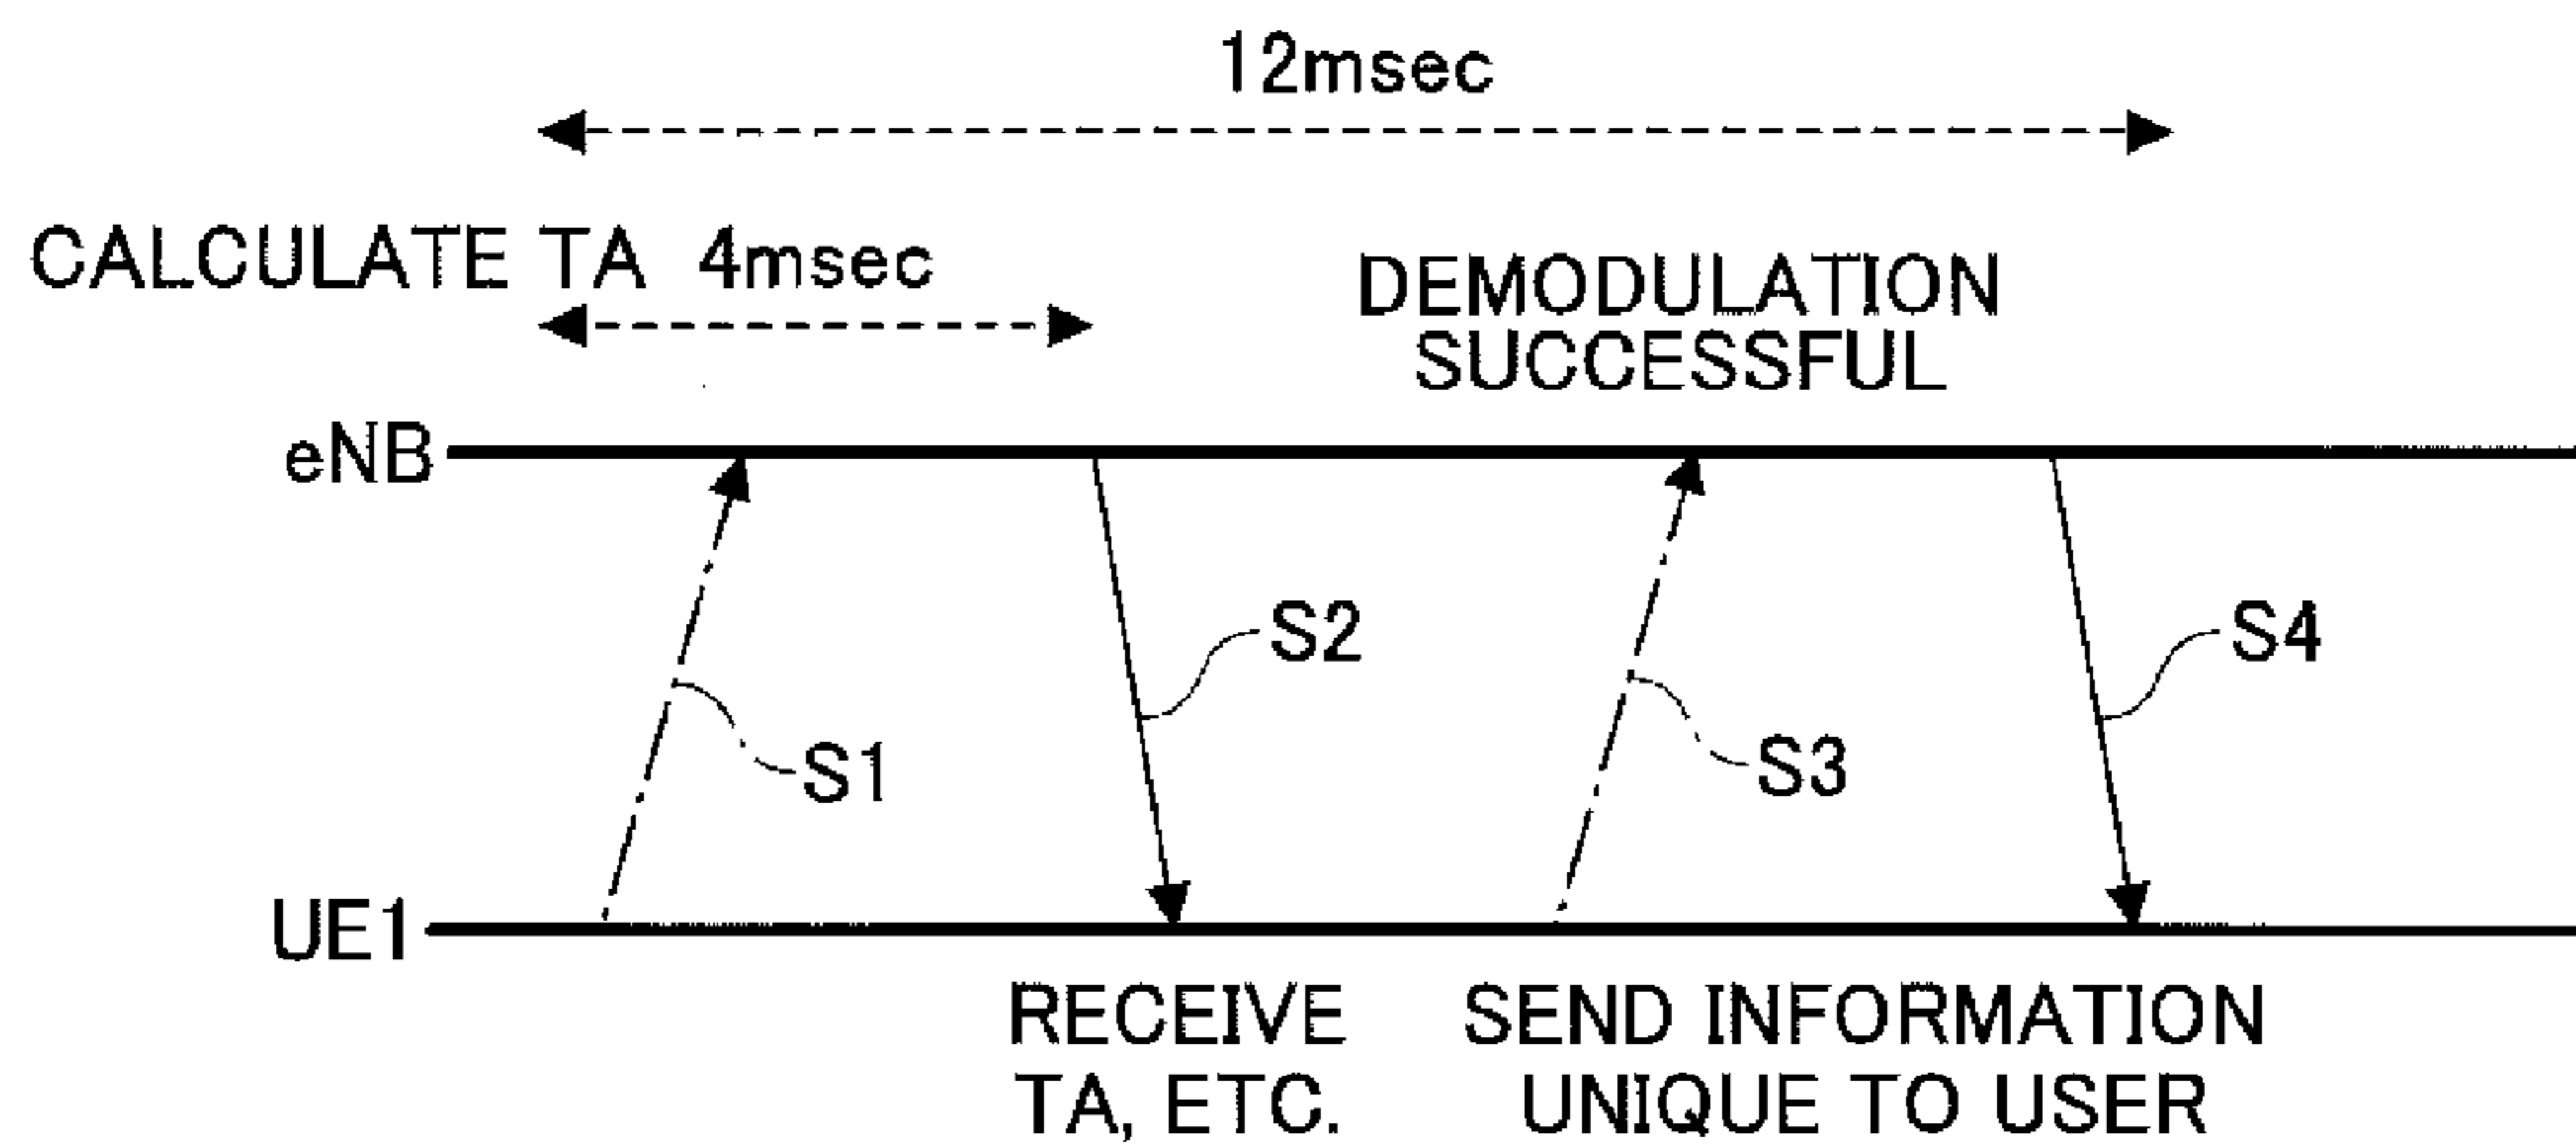 12msec
CALCULATE TA 4msec
DEMODULATION
SUCCESSFUL
eNB
S2
S4
S1
S3
UE1
RECEIVE
TA, ETC.
SEND INFORMATION
UNIQUE TO USER